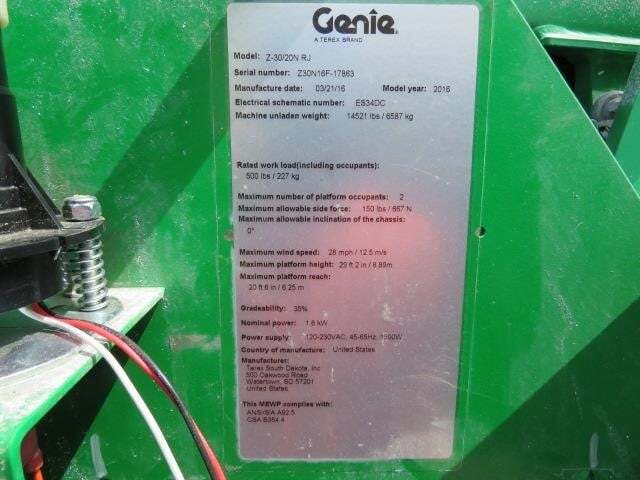 Genie
A TEREX BRAND
Model: Z-30/20N RJ
Serial number: Z30N16F-17863
Manufacture date: 03/21/16 Model year: 2016
Electrical schematic number: ES34DC
Machine unladen weight: 14521 lbs / 6587 kg
Rated work load(including occupants):
500 lbs / 227 kg
Maximum number of platform occupants: 2
Maximum allowable side force: 150 lbs / 667 N
Maximum allowable inclination of the chassis:
0°
Maximum wind speed: 28 mph / 12.5 m/s
Maximum platform height: 29 ft 2 in / 8.89m
Maximum platform reach:
20 ft 6 in / 6.25 m
Gradeability: 35%
Nominal power: kW
Power supply: 120-230VAC, 45-65Hz,
Country of manufacture: United States
Manufacturer:
Terex South Dakota, Inc
500 Oakwood Road
Watertown, SD 57201
United States
This MEWP complies with:
ANSI/SIA A92.5
CSA B354.4